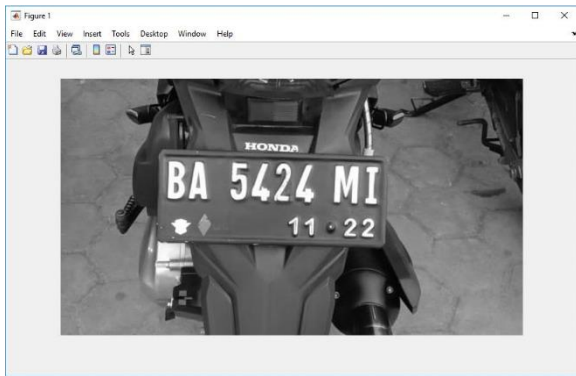 Figure 1
File Edit View Insert Tools Desktop Window Help
HONDA
BA 5424 MI
11 • 22